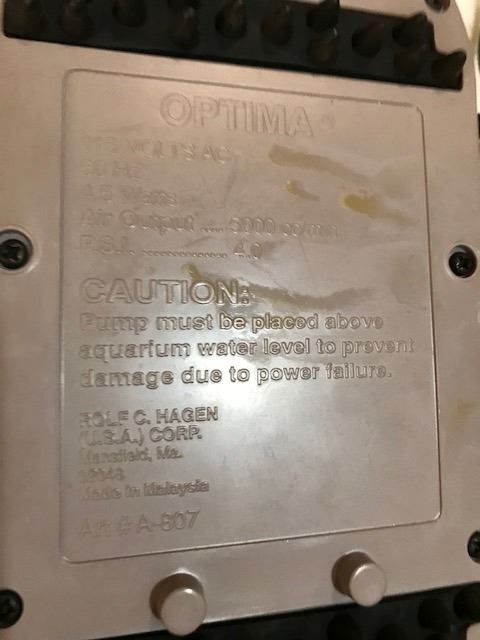 OPTIMA
115 VOLTS AC
60 Hz
4.5 Watts
Air Output .... 5000 cc/min
P.S.I. .............. 4.0
CAUTION:
Pump must be placed above
aquarium water level to prevent
damage due to power failure.
ROLF C. HAGEN
(U.S.A.) CORP.
Mansfield, Ma.
02048
Made in Malaysia
Art # A-807